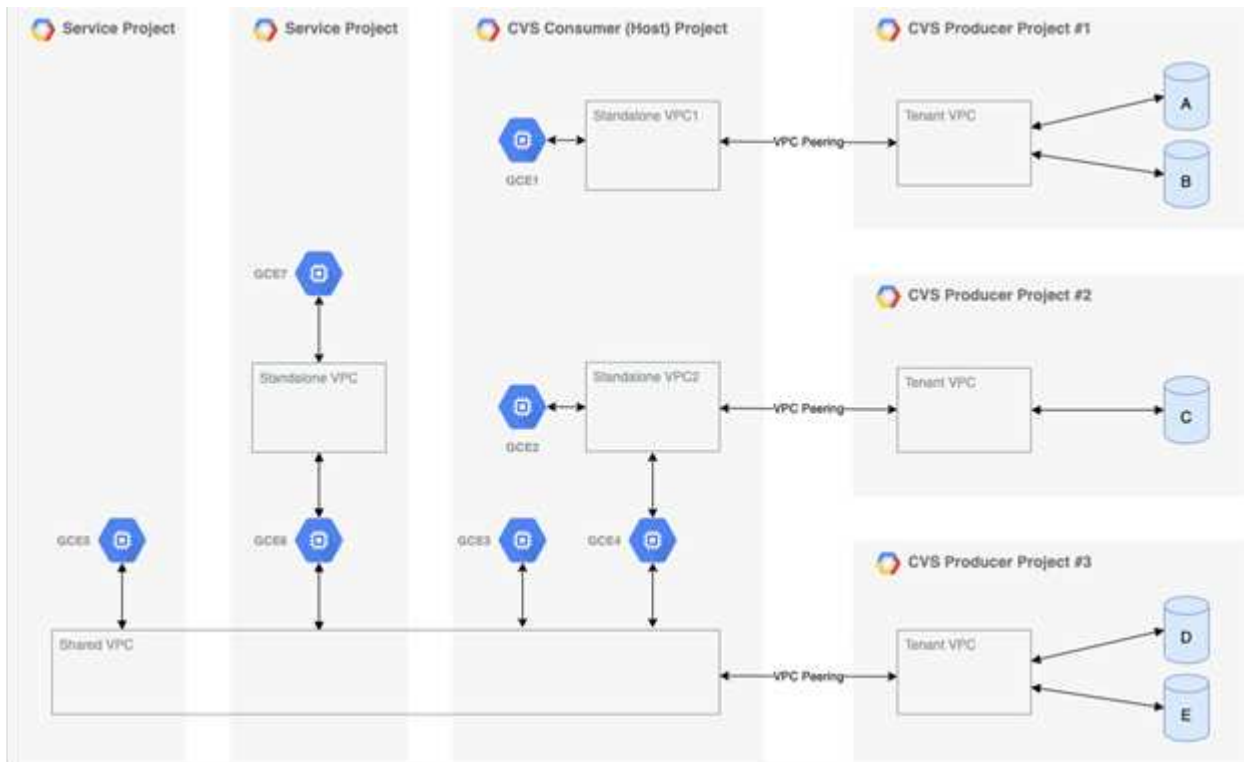 Service Project
Service Project
CVS Consumer (Host) Project
CVS Producer Project #1
Standalone VPC1
Tenant VPC
A
VPC Peering
GCE1
B
GCE7
CVS Producer Project #2
Standalone VPC
Standalone VPC2
Tenant VPC
VPC Peering
C
GCE2
GCE5
GCE6
GCE3
GCE4
CVS Producer Project #3
Shared VPC
Tenant VPC
D
VPC Peering
E